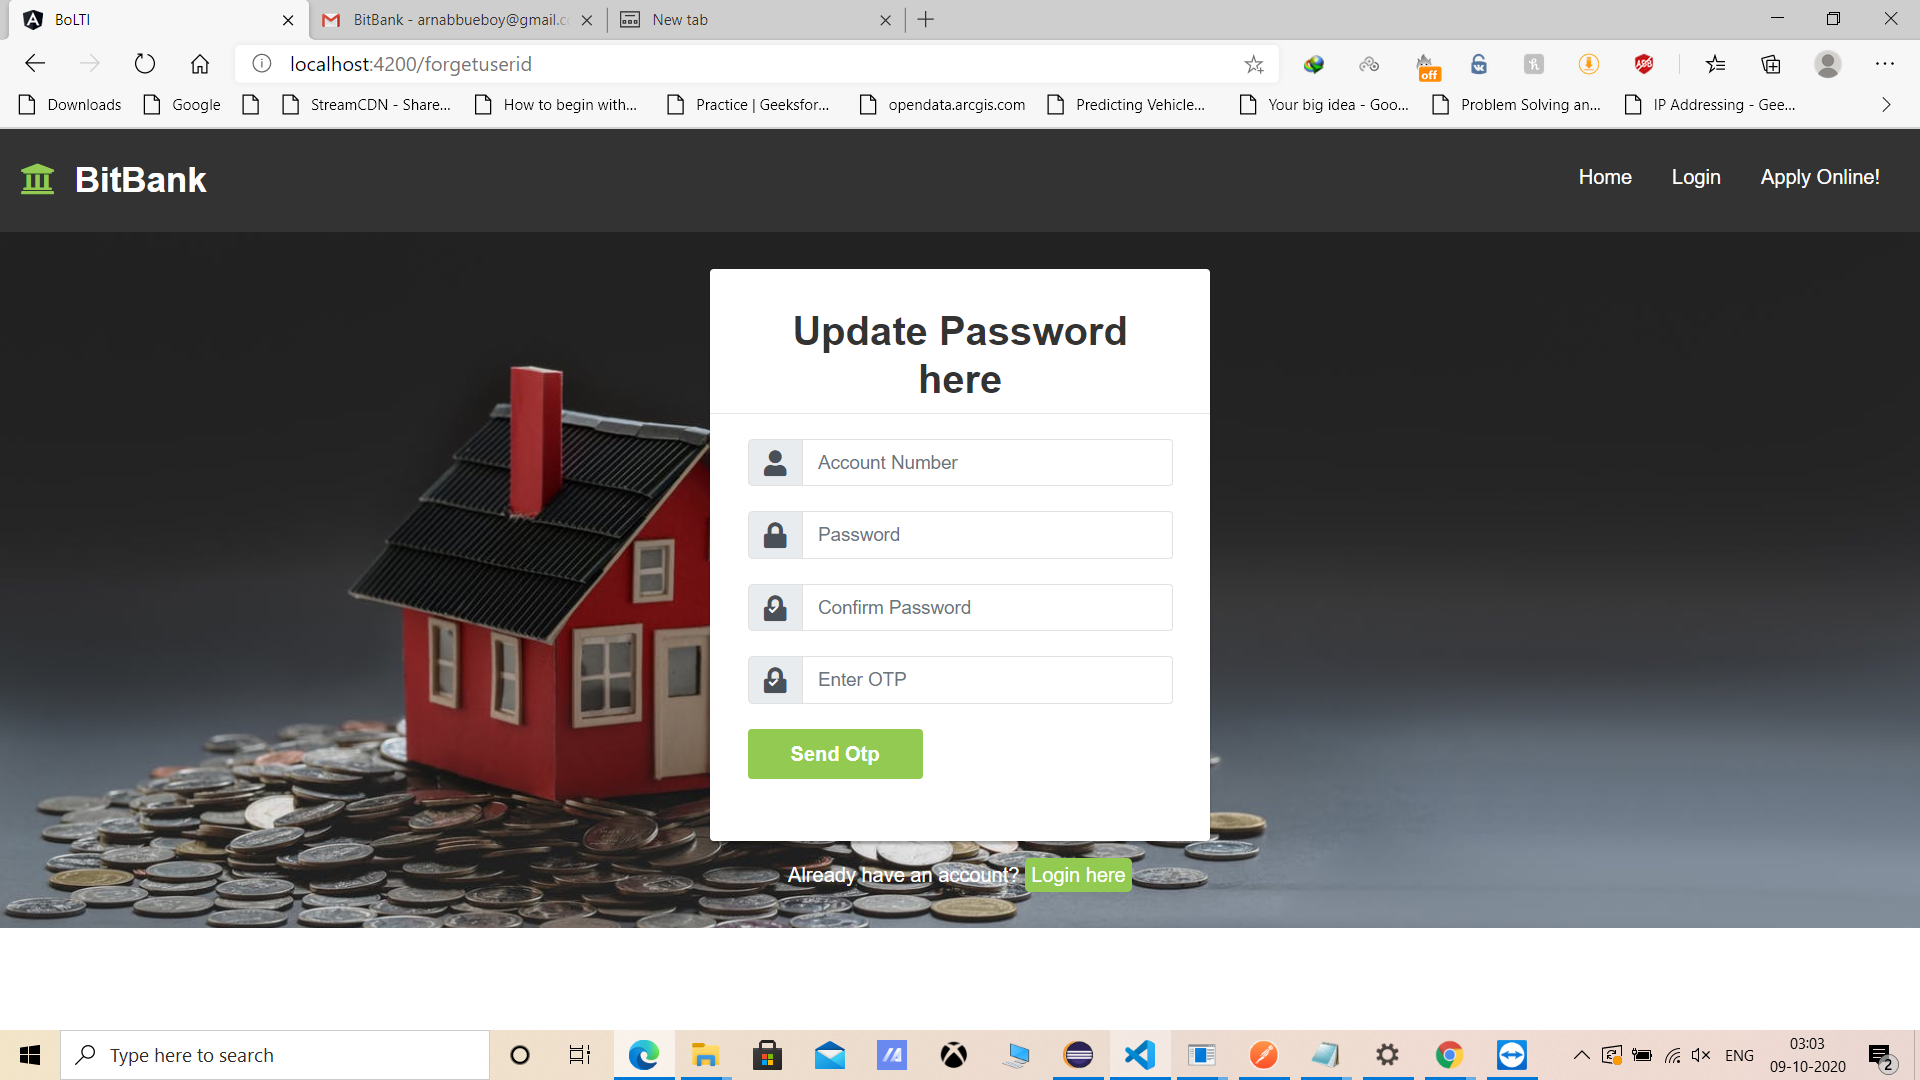 BoLTI
BitBank - arnabbueboy@gmail.c
New tab
localhost:4200/forgetuserid
off
Downloads
Google
StreamCDN - Share...
How to begin with...
Practice | Geeksfor...
opendata.arcgis.com
Predicting Vehicle...
Your big idea - Goo...
Problem Solving an...
IP Addressing - Gee...
BitBank
Home
Login
Apply Online!
Update Password
here
Account Number
Password
Confirm Password
Enter OTP
Send Otp
Already have an account? Login here
Type here to search
ENG
03:03
09-10-2020
2